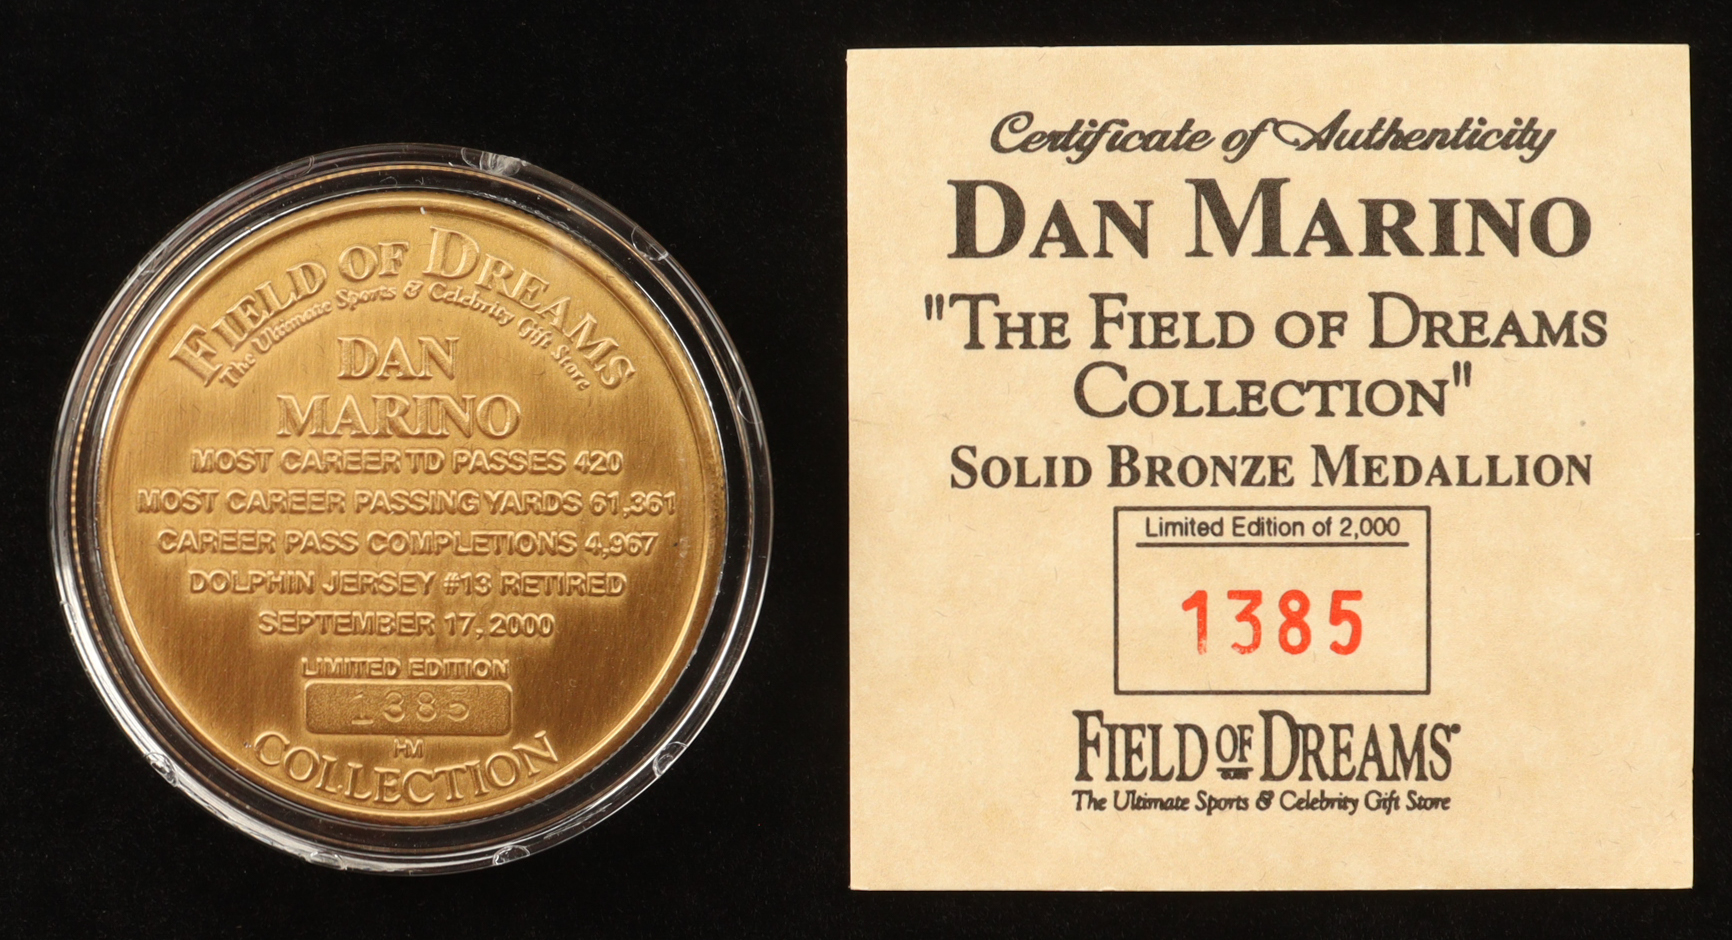 FIELD OF DREAMS
The Ultimate Sports & Celebrity Gift Store
DAN
MARINO
MOST CAREER TD PASSES 420
MOST CAREER PASSING YARDS 61,361
CAREER PASS COMPLETIONS 4,967
DOLPHIN JERSEY #13 RETIRED
SEPTEMBER 17, 2000
LIMITED EDITION
1385
HM
COLLECTION
Certificate of Authenticity
DAN MARINO
"THE FIELD OF DREAMS
COLLECTION"
SOLID BRONZE MEDALLION
Limited Edition of 2,000
1385
FIELD OF DREAMS
The Ultimate Sports & Celebrity Gift Store